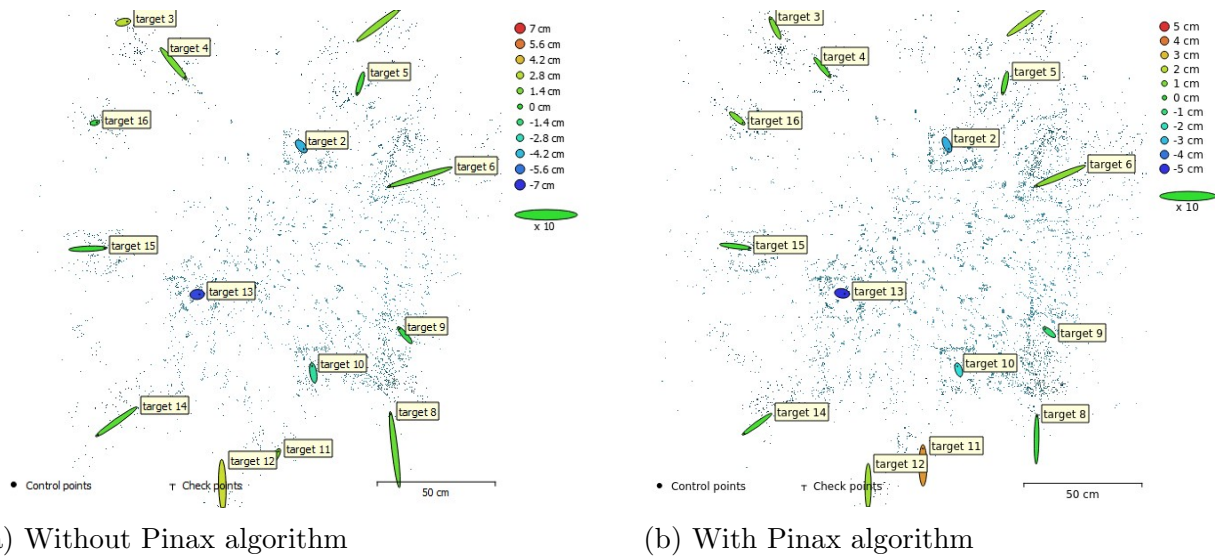 target 3
target 4
target 5
target 16
target 2
target 6
target 15
target 13
target 9
target 10
target 14
target 8
target 11
target 12
Control points
Check points
50 cm
7 cm
5.6 cm
4.2 cm
2.8 cm
1.4 cm
0 cm
-1.4 cm
-2.8 cm
-4.2 cm
-5.6 cm
-7 cm
x 10
) Without Pinax algorithm
target 3
target 4
target 5
target 16
target 2
target 6
target 15
target 13
target 9
target 10
target 14
target 8
target 11
target 12
Control points
Check points
50 cm
5 cm
4 cm
3 cm
2 cm
1 cm
0 cm
-1 cm
-2 cm
-3 cm
-4 cm
-5 cm
x 10
(b) With Pinax algorithm